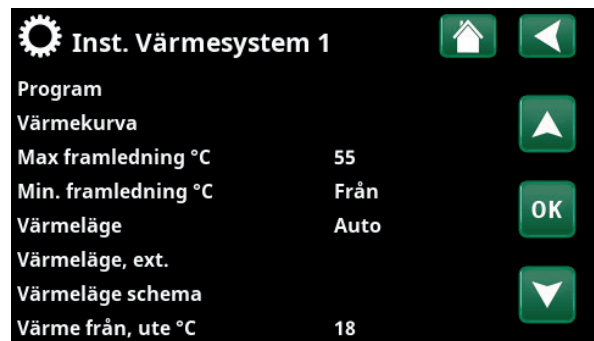 Inst. Värmesystem 1
Program
Värmekurva
Max framledning °C 55
Min. framledning °C Från
Värmeläge Auto
Värmeläge, ext.
Värmeläge schema
Värme från, ute °C 18
OK